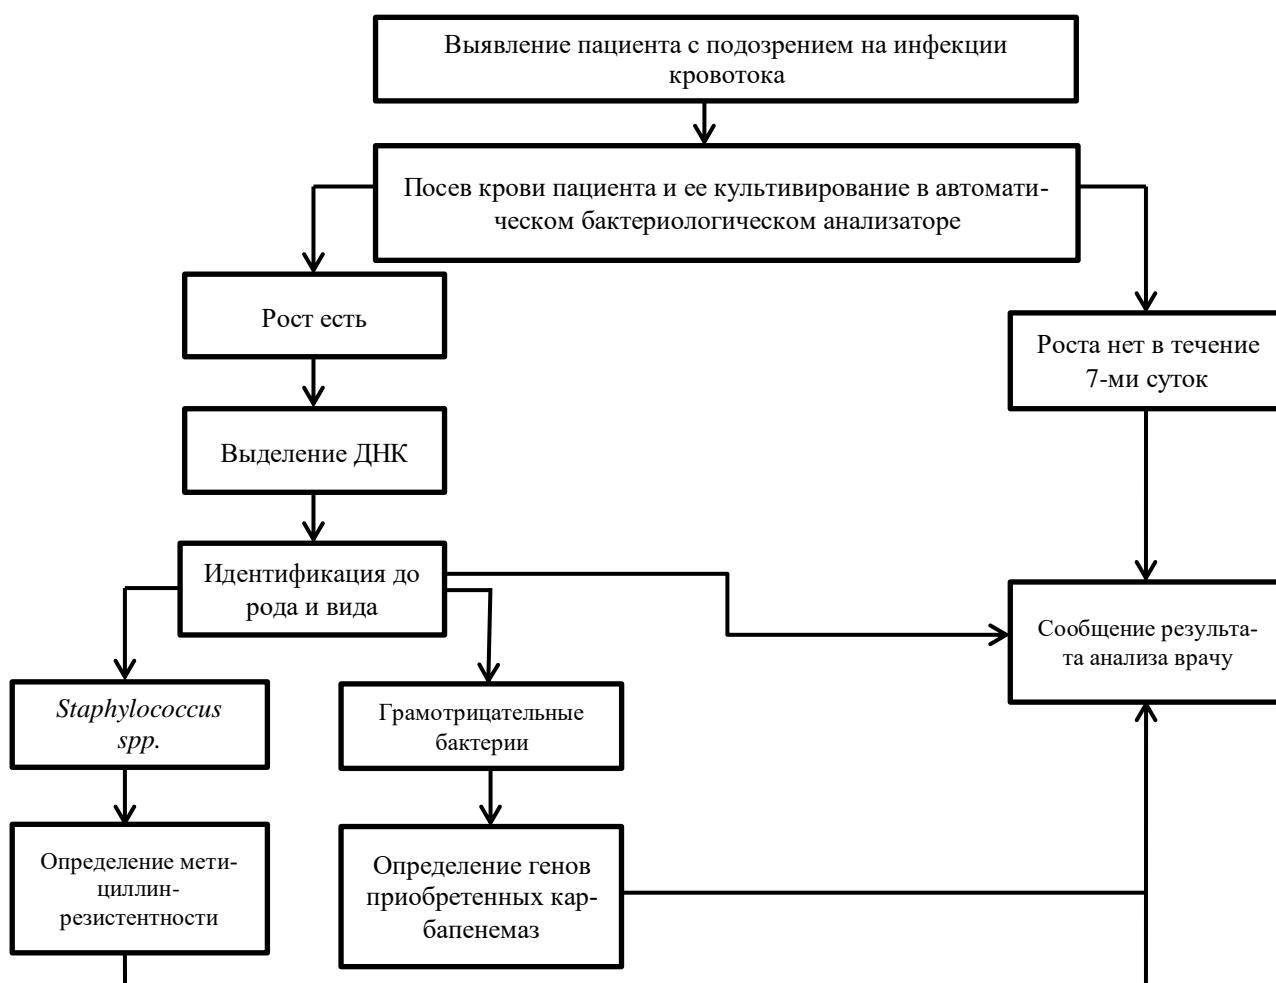 Выявление пациента с подозрением на инфекции
кровотока
Посев крови пациента и ее культивирование в автомати-
ческом бактериологическом анализаторе
Рост есть
Роста нет в течение
7-ми суток
Выделение ДНК
Идентификация до
рода и вида
Сообщение результа-
та анализа врачу
Staphylococcus
spp.
Грамотрицательные
бактерии
Определение мети-
циллин-
резистентности
Определение генов
приобретенных кар-
бапенемаз